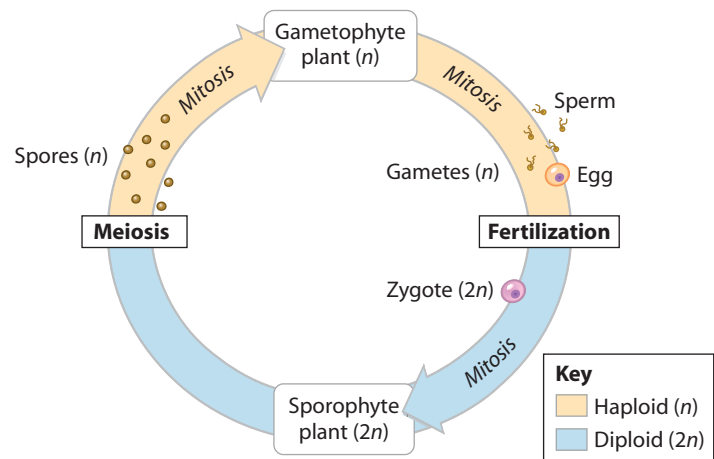 Gametophyte
plant (n)
Mitosis
Mitosis
Sperm
Spores (n)
Gametes (n)
Egg
Meiosis
Fertilization
Zygote (2n)
Mitosis
Sporophyte
plant (2n)
Key
Haploid (n)
Diploid (2n)